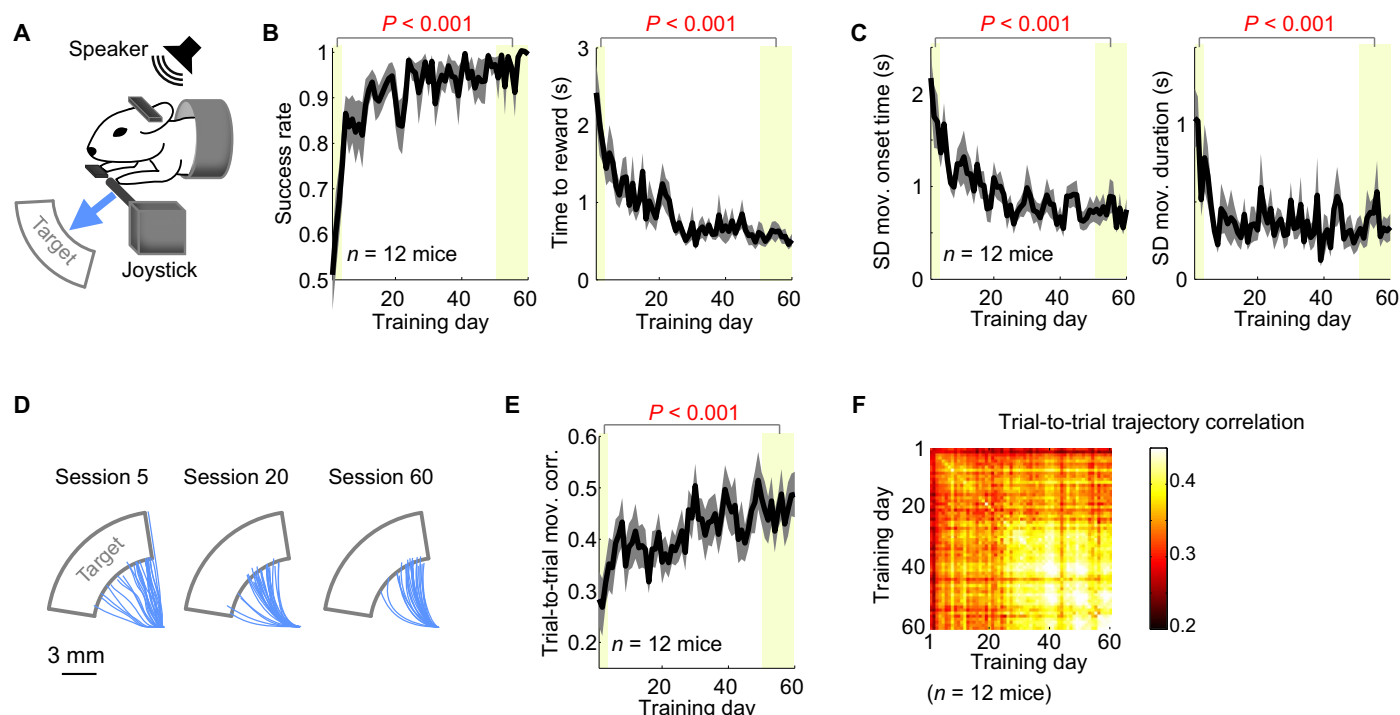 A
Speaker
Target
Joystick
B
P < 0.001
Success rate
1
0.9
0.8
0.7
0.6
0.5
n = 12 mice
20
40
60
Training day
P < 0.001
Time to reward (s)
3
2
1
0
20
40
60
Training day
C
P < 0.001
SD mov. onset time (s)
2
1
0
n = 12 mice
20
40
60
Training day
P < 0.001
SD mov. duration (s)
1
0
20
40
60
Training day
D
Session 5
Session 20
Session 60
Target
3 mm
E
P < 0.001
Trial-to-trial mov. corr.
0.6
0.5
0.4
0.3
0.2
n = 12 mice
20
40
60
Training day
F
Trial-to-trial trajectory correlation
Training day
1
20
40
60
1
20
40
60
Training day
(n = 12 mice)
0.4
0.3
0.2